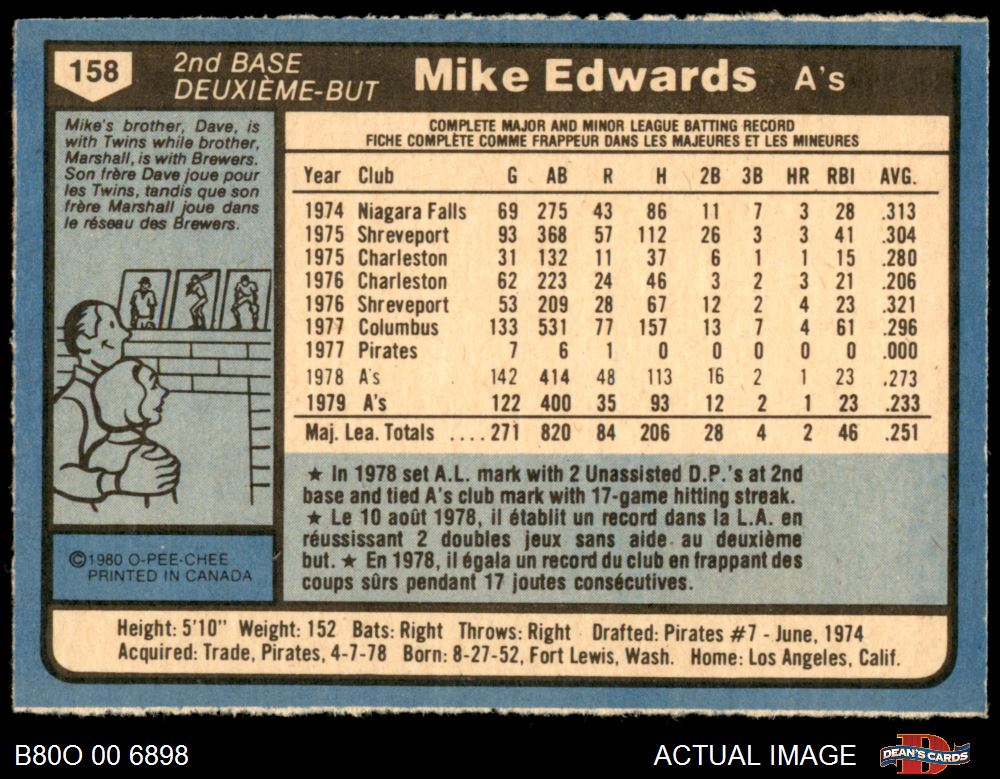 158
2nd BASE
DEUXIÈME-BUT
Mike Edwards A's
Mike's brother, Dave, is
with Twins while brother,
Marshall, is with Brewers.
Son frère Dave joue pour
les Twins, tandis que son
frère Marshall joue dans
le réseau des Brewers.
COMPLETE MAJOR AND MINOR LEAGUE BATTING RECORD
FICHE COMPLÈTE COMME FRAPPEUR DANS LES MAJEURES ET LES MINEURES
Year Club G AB R H 2B 3B HR RBI AVG.
1974 Niagara Falls 69 275 43 86 11 7 3 28 .313
1975 Shreveport 93 368 57 112 26 3 3 41 .304
1975 Charleston 31 132 11 37 6 1 1 15 .280
1976 Charleston 62 223 24 46 3 2 3 21 .206
1976 Shreveport 53 209 28 67 12 2 4 23 .321
1977 Columbus 133 531 77 157 13 7 4 61 .296
1977 Pirates 7 6 1 0 0 0 0 0 .000
1978 A's 142 414 48 113 16 2 1 23 .273
1979 A's 122 400 35 93 12 2 1 23 .233
Maj. Lea. Totals ....271 820 84 206 28 4 2 46 .251
★ In 1978 set A.L. mark with 2 Unassisted D.P.'s at 2nd
base and tied A's club mark with 17-game hitting streak.
★ Le 10 août 1978, il établit un record dans la L.A. en
réussissant 2 doubles jeux sans aide au deuxième
but. ★ En 1978, il égala un record du club en frappant des
coups sûrs pendant 17 joutes consécutives.
©1980 O-PEE-CHEE
PRINTED IN CANADA
Height: 5'10" Weight: 152 Bats: Right Throws: Right Drafted: Pirates #7 - June, 1974
Acquired: Trade, Pirates, 4-7-78 Born: 8-27-52, Fort Lewis, Wash. Home: Los Angeles, Calif.
B80O 00 6898
ACTUAL IMAGE
DEAN'S CARDS